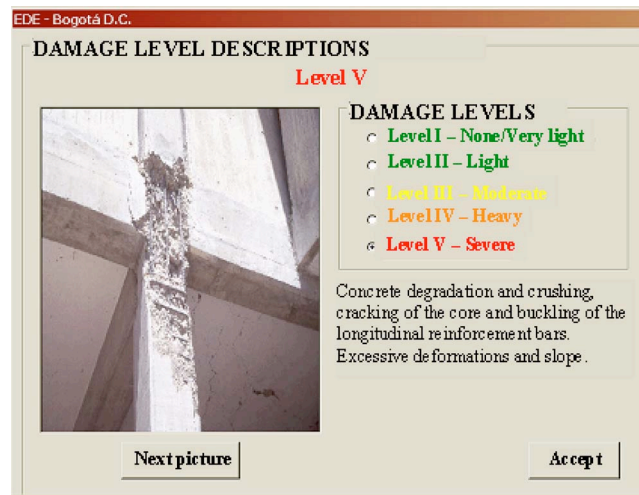 EDE - Bogotá D.C.
DAMAGE LEVEL DESCRIPTIONS
Level V
DAMAGE LEVELS
Level I – None/Very light
Level II – Light
Level III – Moderate
Level IV – Heavy
Level V – Severe
Concrete degradation and crushing,
cracking of the core and buckling of the
longitudinal reinforcement bars.
Excessive deformations and slope.
Next picture
Accept